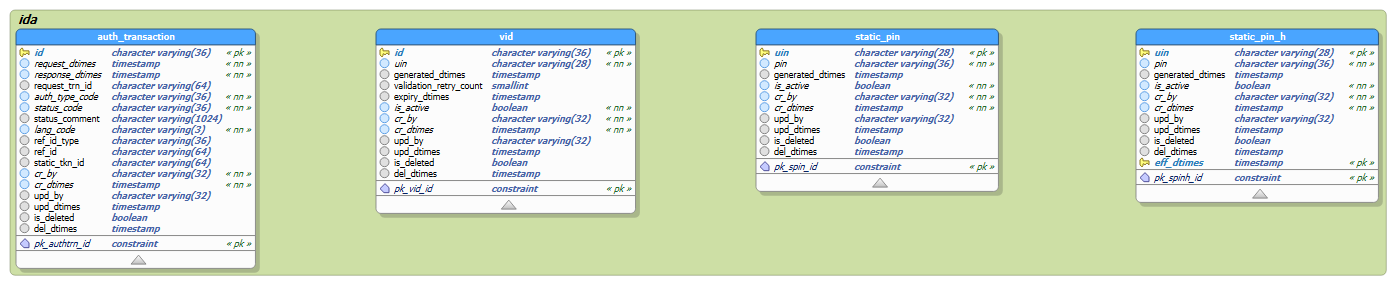 ida
auth_transaction
id character varying(36) « pk »
request_dtimes timestamp « nn »
response_dtimes timestamp « nn »
request_trn_id character varying(64)
auth_type_code character varying(36) « nn »
status_code character varying(36) « nn »
status_comment character varying(1024)
lang_code character varying(3) « nn »
ref_id_type character varying(36)
ref_id character varying(64)
static_tkn_id character varying(64)
cr_by character varying(32) « nn »
cr_dtimes timestamp « nn »
upd_by character varying(32)
upd_dtimes timestamp
is_deleted boolean
del_dtimes timestamp
pk_authtrn_id constraint « pk »
vid
id character varying(36) « pk »
uin character varying(28) « nn »
generated_dtimes timestamp
validation_retry_count smallint
expiry_dtimes timestamp
is_active boolean « nn »
cr_by character varying(32) « nn »
cr_dtimes timestamp « nn »
upd_by character varying(32)
upd_dtimes timestamp
is_deleted boolean
del_dtimes timestamp
pk_vid_id constraint « pk »
static_pin
uin character varying(28) « pk »
pin character varying(36) « nn »
generated_dtimes timestamp
is_active boolean « nn »
cr_by character varying(32) « nn »
cr_dtimes timestamp « nn »
upd_by character varying(32)
upd_dtimes timestamp
is_deleted boolean
del_dtimes timestamp
pk_spin_id constraint « pk »
static_pin_h
uin character varying(28) « pk »
pin character varying(36) « nn »
generated_dtimes timestamp
is_active boolean « nn »
cr_by character varying(32) « nn »
cr_dtimes timestamp « nn »
upd_by character varying(32)
upd_dtimes timestamp
is_deleted boolean
del_dtimes timestamp
eff_dtimes timestamp « pk »
pk_spinh_id constraint « pk »